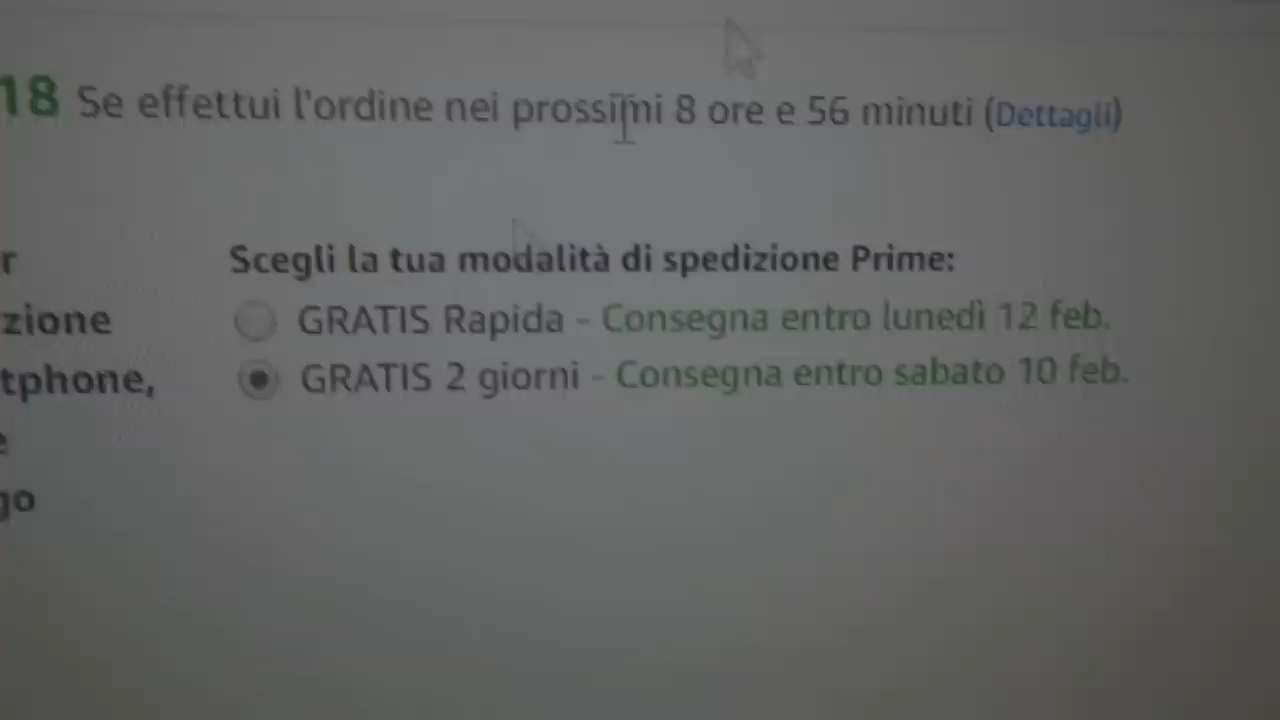 18 Se effettui l'ordine nei prossimi 8 ore e 56 minuti (Dettagli)
r
Scegli la tua modalità di spedizione Prime:
zione
GRATIS Rapida - Consegna entro lunedì 12 feb.
tphone,
GRATIS 2 giorni - Consegna entro sabato 10 feb.
e
go